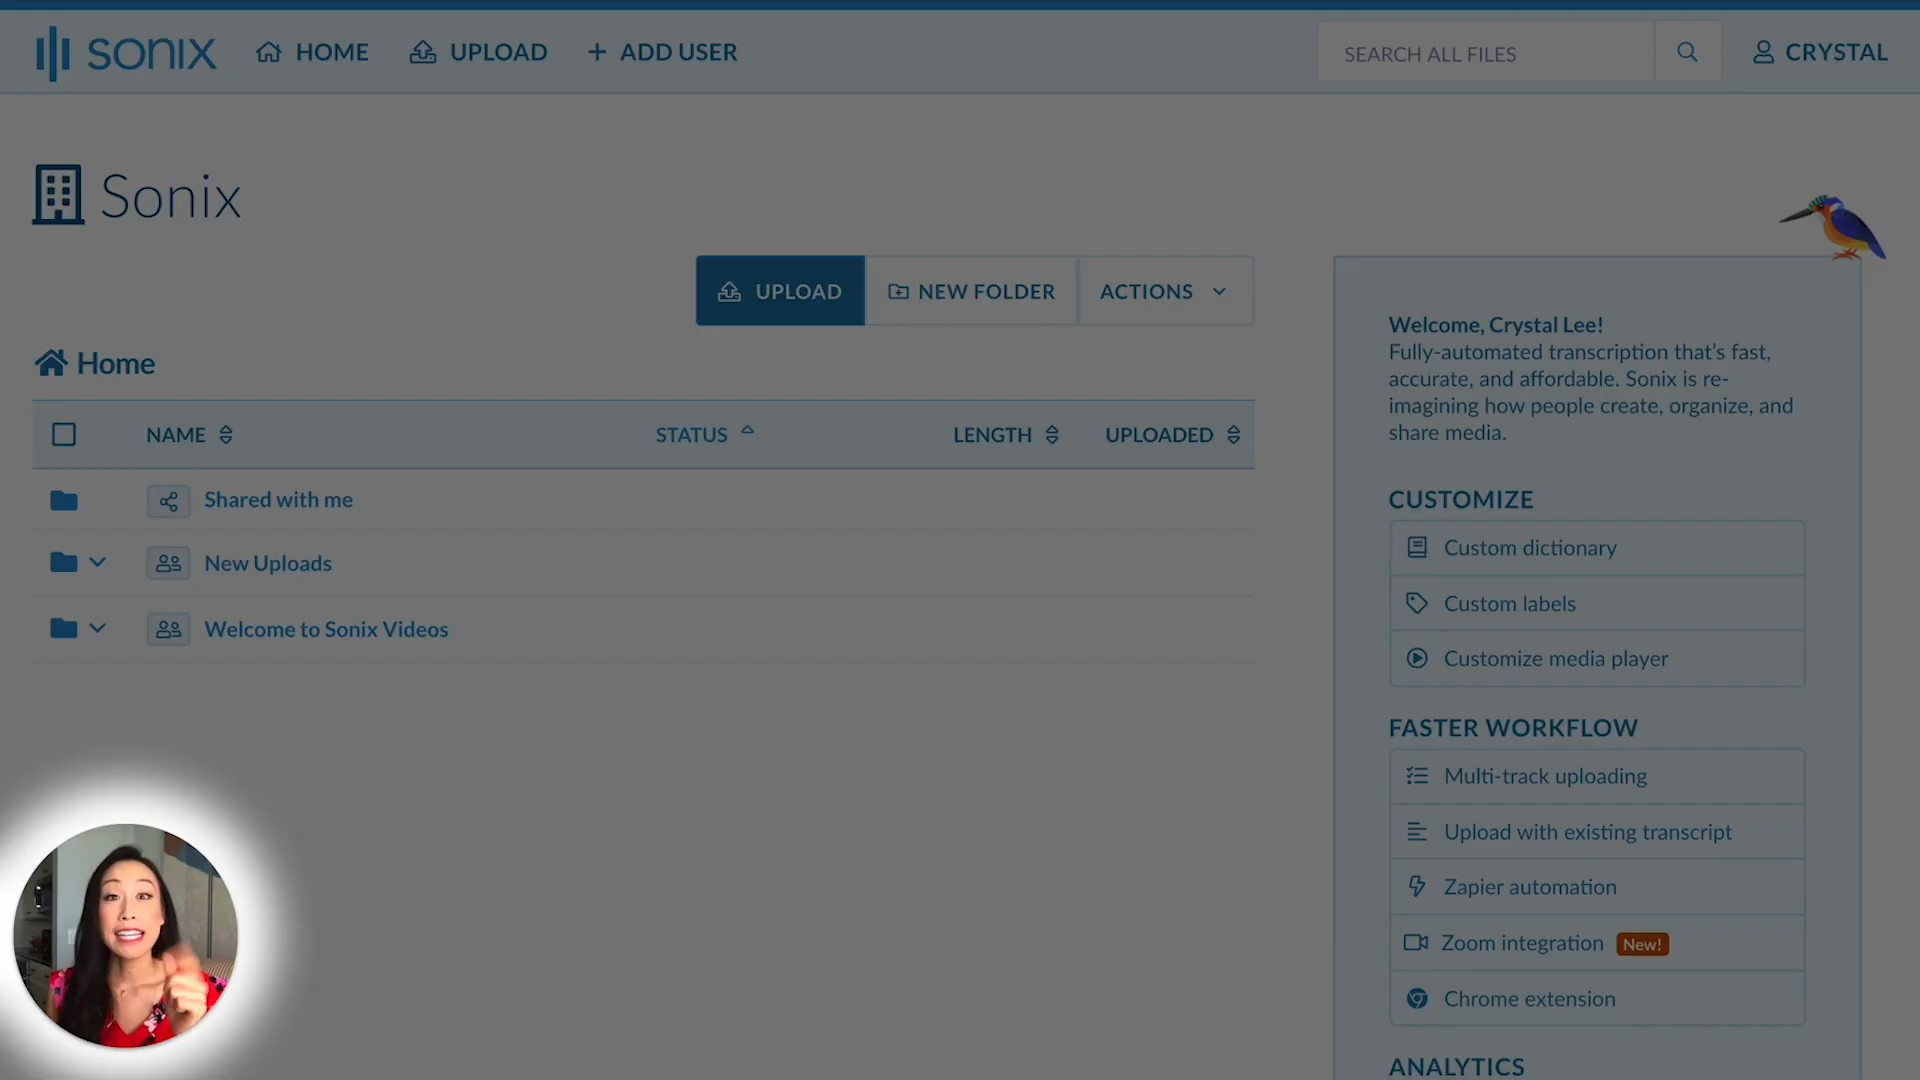 sonix HOME UPLOAD + ADD USER SEARCH ALL FILES CRYSTAL
Sonix
UPLOAD NEW FOLDER ACTIONS
Home
NAME STATUS LENGTH UPLOADED
Shared with me
New Uploads
Welcome to Sonix Videos
Welcome, Crystal Lee!
Fully-automated transcription that's fast,
accurate, and affordable. Sonix is re-
imagining how people create, organize, and
share media.
CUSTOMIZE
Custom dictionary
Custom labels
Customize media player
FASTER WORKFLOW
Multi-track uploading
Upload with existing transcript
Zapier automation
Zoom integration New!
Chrome extension
ANALYTICS